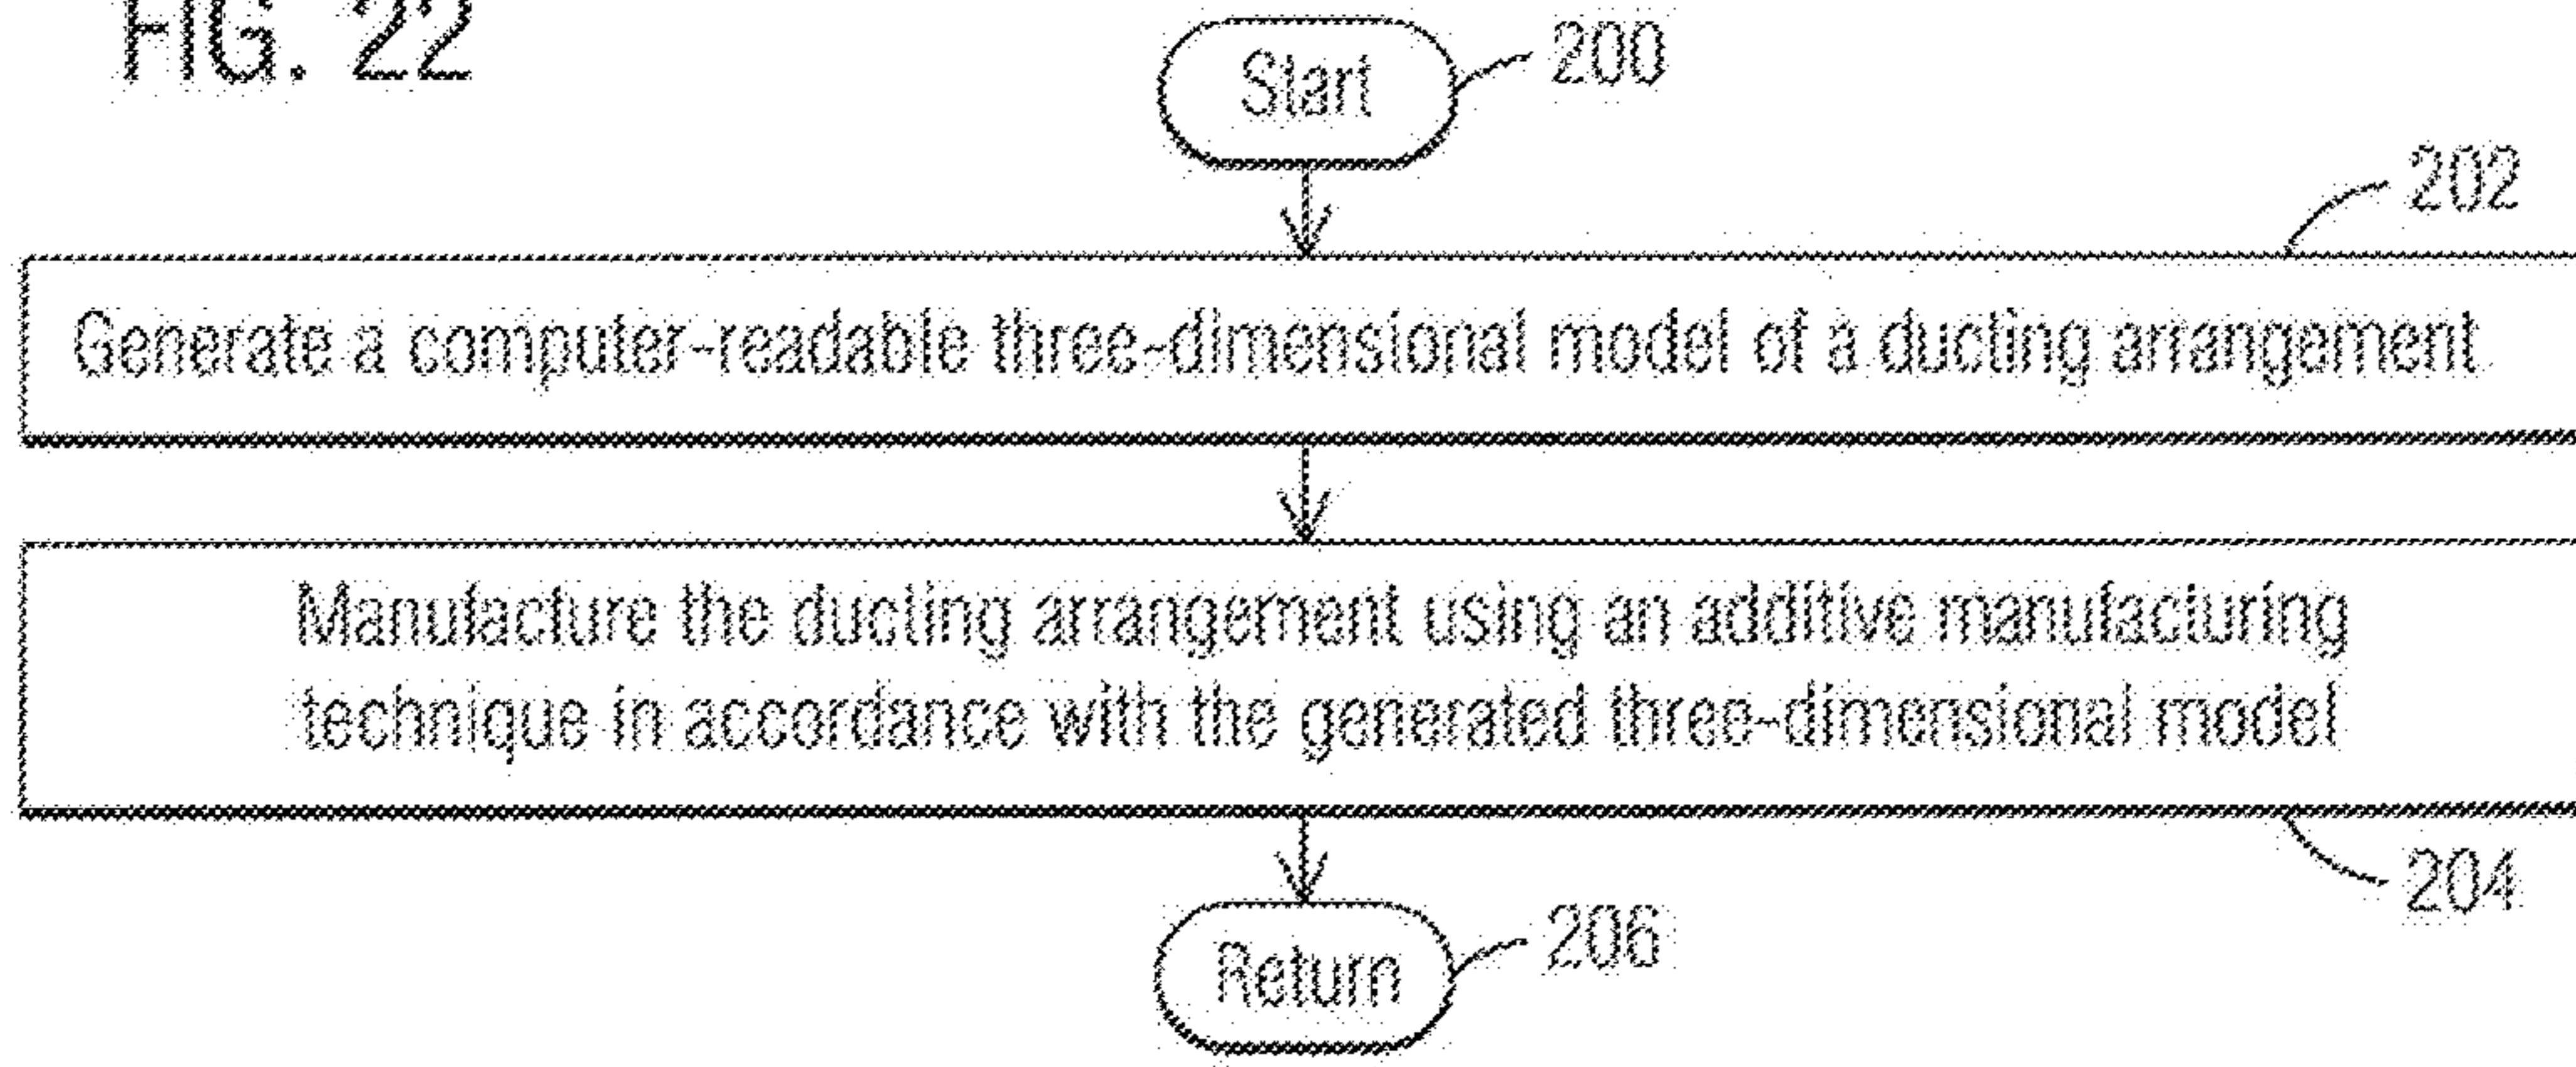 FIG. 22
Start
200
202
Generate a computer-readable three-dimensional model of a ducting arrangement
Manufacture the ducting arrangement using an additive manufacturing
technique in accordance with the generated three-dimensional model
204
Return
206